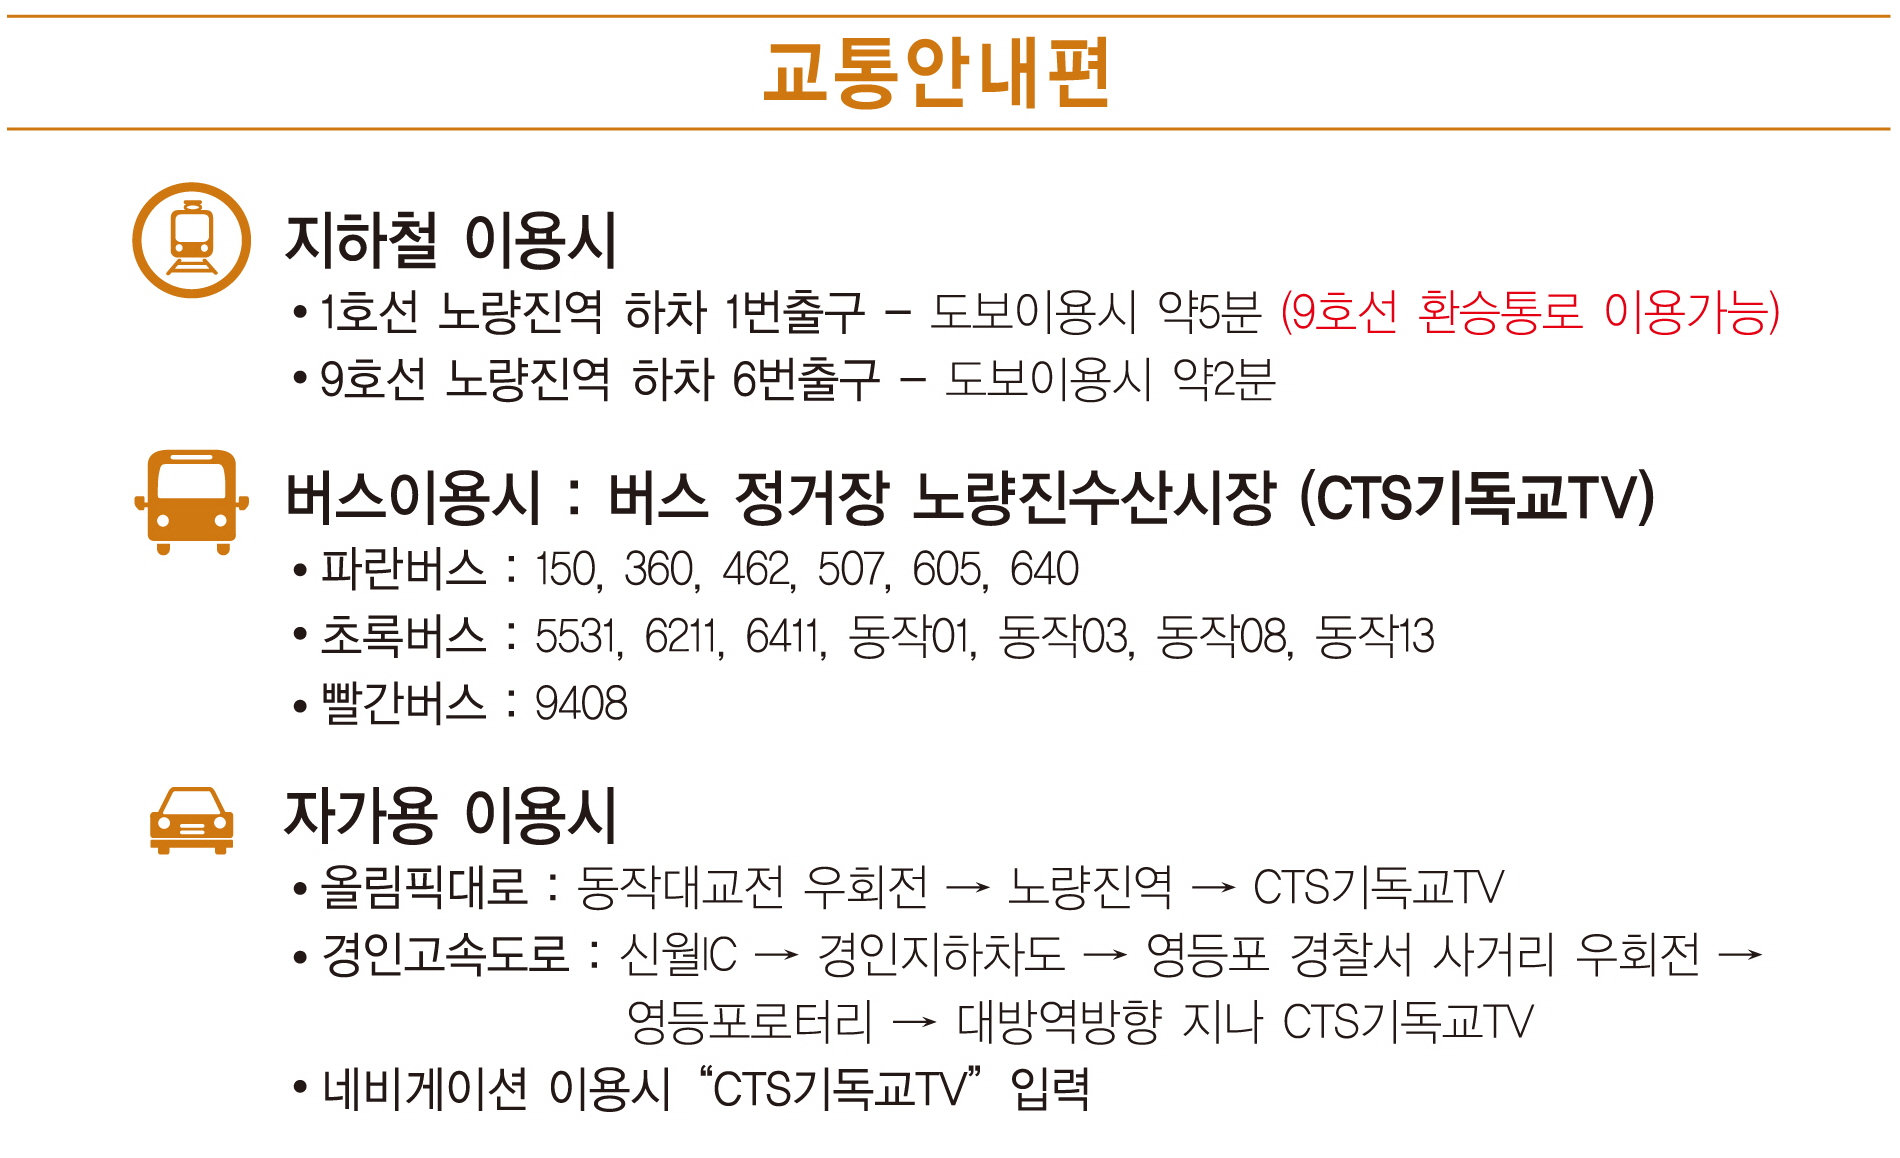 교통안내편
지하철 이용시
• 1호선 노량진역 하차 1번출구 – 도보이용시 약5분 (9호선 환승통로 이용가능)
• 9호선 노량진역 하차 6번출구 – 도보이용시 약2분
버스이용시 : 버스 정거장 노량진수산시장 (CTS기독교TV)
• 파란버스 : 150, 360, 462, 507, 605, 640
• 초록버스 : 5531, 6211, 6411, 동작01, 동작03, 동작08, 동작13
• 빨간버스 : 9408
자가용 이용시
• 올림픽대로 : 동작대교전 우회전 → 노량진역 → CTS기독교TV
• 경인고속도로 : 신월IC → 경인지하차도 → 영등포 경찰서 사거리 우회전 →
영등포로터리 → 대방역방향 지나 CTS기독교TV
• 네비게이션 이용시 “CTS기독교TV” 입력